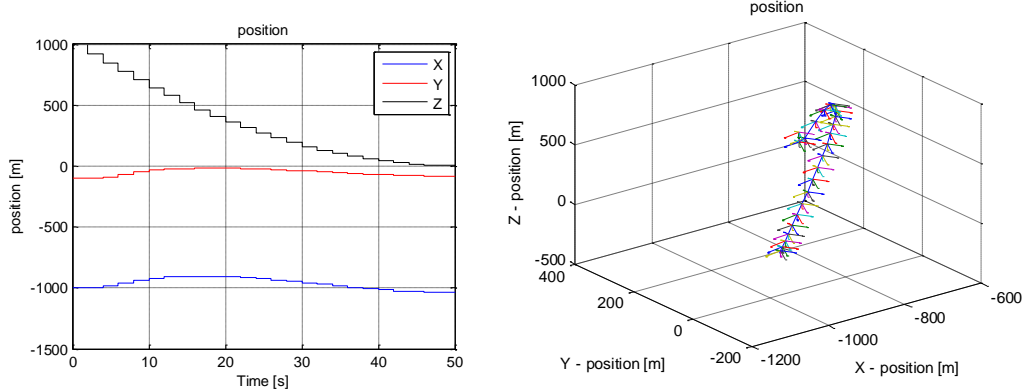 position
1000
500
0
-500
-1000
-1500
position [m]
0
10
20
30
40
50
Time [s]
X
Y
Z
position
1000
500
0
-500
Z - position [m]
400
200
0
-200
Y - position [m]
-1200
-1000
-800
-600
X - position [m]